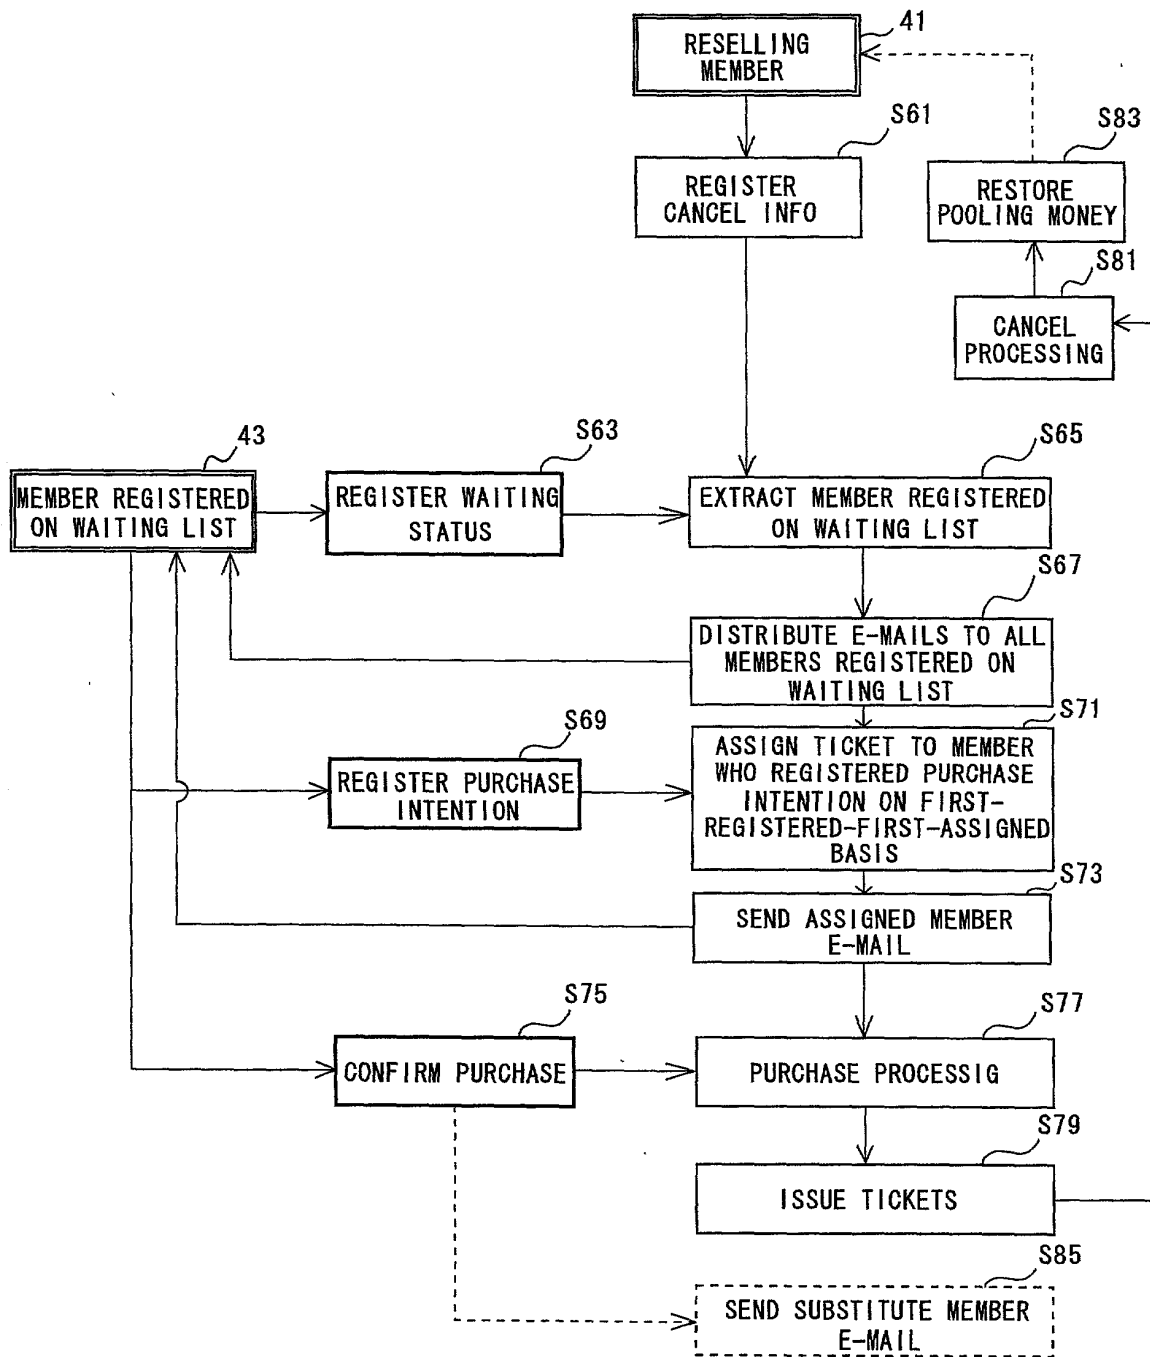 41
RESELLING
MEMBER
S61
REGISTER
CANCEL INFO
S83
RESTORE
POOLING MONEY
S81
CANCEL
PROCESSING
43
MEMBER REGISTERED
ON WAITING LIST
S63
REGISTER WAITING
STATUS
S65
EXTRACT MEMBER REGISTERED
ON WAITING LIST
S67
DISTRIBUTE E-MAILS TO ALL
MEMBERS REGISTERED ON
WAITING LIST
S69
REGISTER PURCHASE
INTENTION
S71
ASSIGN TICKET TO MEMBER
WHO REGISTERED PURCHASE
INTENTION ON FIRST-
REGISTERED-FIRST-ASSIGNED
BASIS
S73
SEND ASSIGNED MEMBER
E-MAIL
S75
CONFIRM PURCHASE
S77
PURCHASE PROCESSIG
S79
ISSUE TICKETS
S85
SEND SUBSTITUTE MEMBER
E-MAIL